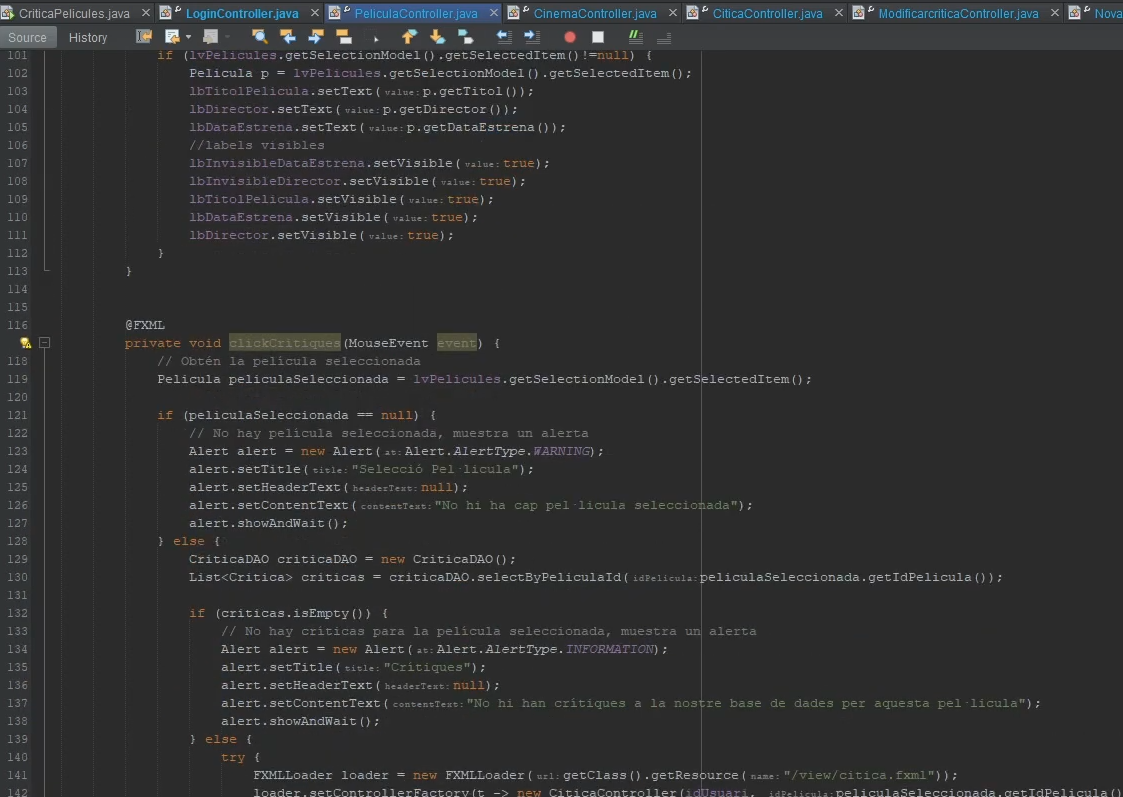 CriticaPelicules.java LoginController.java PeliculaController.java CinemaController.java CiticaController.java ModificarcriticaController.java Nova
Source History
101 if (lvPelicules.getSelectionModel().getSelectedItem()!=null) {
102 Pelicula p = lvPelicules.getSelectionModel().getSelectedItem();
103 lbTitolPelicula.setText(value:p.getTitol());
104 lbDirector.setText(value:p.getDirector());
105 lbDataEstrena.setText(value:p.getDataEstrena());
106 //labels visibles
107 lbInvisibleDataEstrena.setVisible(value:true);
108 lbInvisibleDirector.setVisible(value:true);
109 lbTitolPelicula.setVisible(value:true);
110 lbDataEstrena.setVisible(value:true);
111 lbDirector.setVisible(value:true);
112 }
113 }
114
115
116 @FXML
private void clickCritiques(MouseEvent event) {
118 // Obtén la película seleccionada
119 Pelicula peliculaSeleccionada = lvPelicules.getSelectionModel().getSelectedItem();
120
121 if (peliculaSeleccionada == null) {
122 // No hay película seleccionada, muestra un alerta
123 Alert alert = new Alert(at:Alert.AlertType.WARNING);
124 alert.setTitle(title:"Selecció Pel·licula");
125 alert.setHeaderText(headerText:null);
126 alert.setContentText(contentText:"No hi ha cap pel·licula seleccionada");
127 alert.showAndWait();
128 } else {
129 CriticaDAO criticaDAO = new CriticaDAO();
130 List<Critica> criticas = criticaDAO.selectByPeliculaId(idPelicula:peliculaSeleccionada.getIdPelicula());
131
132 if (criticas.isEmpty()) {
133 // No hay críticas para la película seleccionada, muestra un alerta
134 Alert alert = new Alert(at:Alert.AlertType.INFORMATION);
135 alert.setTitle(title:"Crítiques");
136 alert.setHeaderText(headerText:null);
137 alert.setContentText(contentText:"No hi han crítiques a la nostre base de dades per aquesta pel·licula");
138 alert.showAndWait();
139 } else {
140 try {
141 FXMLLoader loader = new FXMLLoader(url:getClass().getResource(name:"/view/citica.fxml"));
142 loader.setControllerFactory(t -> new CiticaController(idUsuari, idPelicula:peliculaSeleccionada.getIdPelicula()